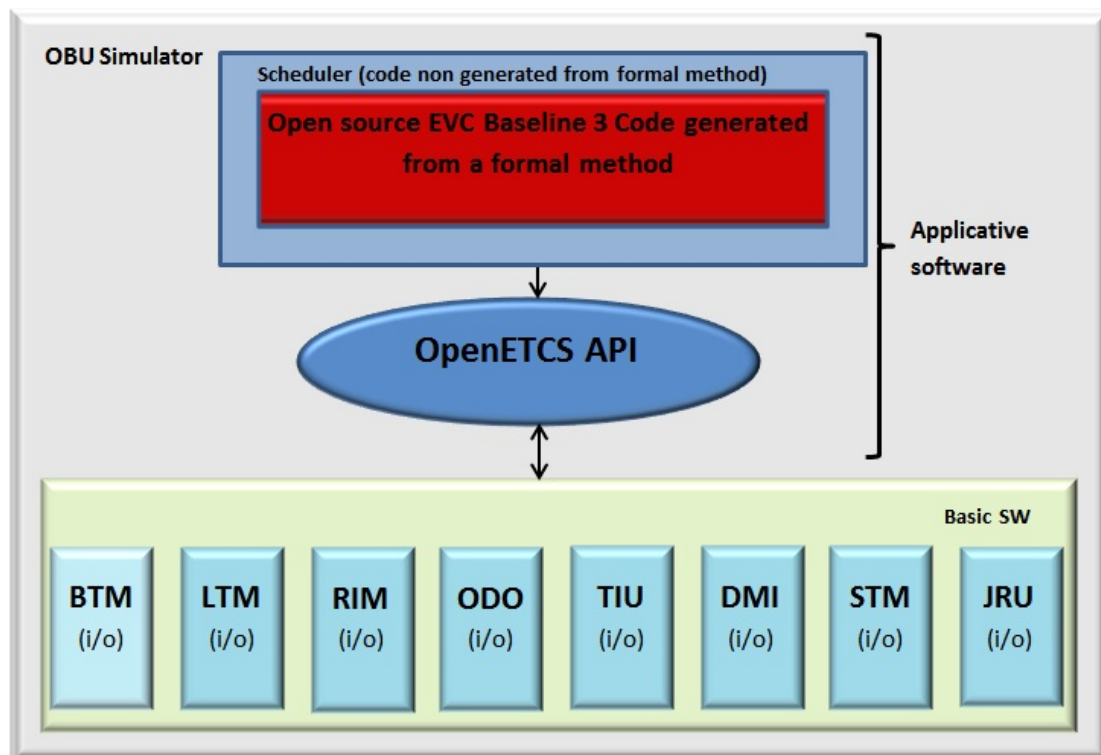 OBU Simulator
Scheduler (code non generated from formal method)
Open source EVC Baseline 3 Code generated
from a formal method
Applicative
software
OpenETCS API
Basic SW
BTM
(i/o)
LTM
(i/o)
RIM
(i/o)
ODO
(i/o)
TIU
(i/o)
DMI
(i/o)
STM
(i/o)
JRU
(i/o)